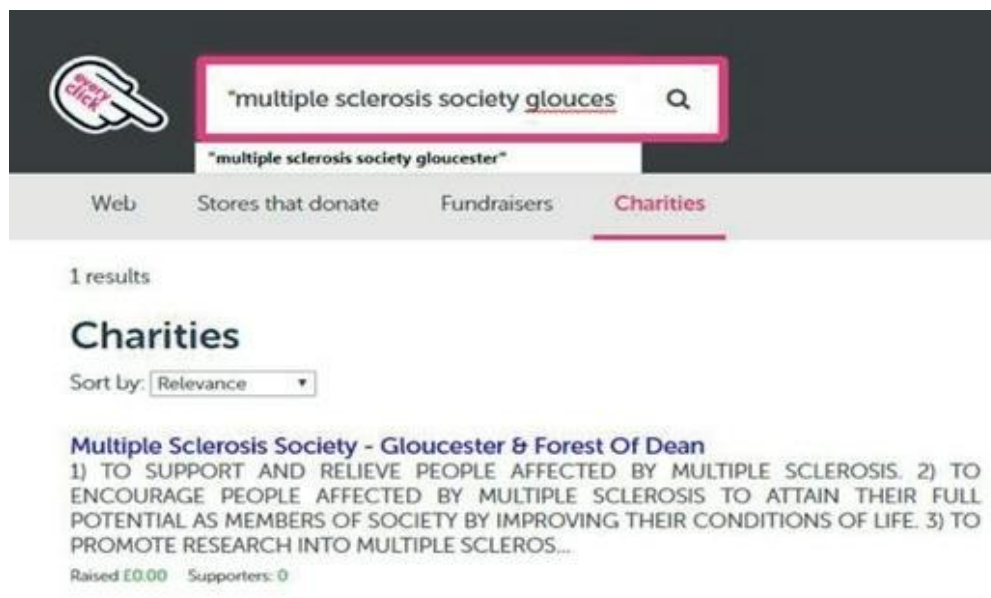 every
click
"multiple sclerosis society glouces
"multiple sclerosis society gloucester"
Web Stores that donate Fundraisers Charities
1 results
Charities
Sort by: Relevance
Multiple Sclerosis Society - Gloucester & Forest Of Dean
1) TO SUPPORT AND RELIEVE PEOPLE AFFECTED BY MULTIPLE SCLEROSIS. 2) TO
ENCOURAGE PEOPLE AFFECTED BY MULTIPLE SCLEROSIS TO ATTAIN THEIR FULL
POTENTIAL AS MEMBERS OF SOCIETY BY IMPROVING THEIR CONDITIONS OF LIFE. 3) TO
PROMOTE RESEARCH INTO MULTIPLE SCLEROS...
Raised £0.00 Supporters: 0